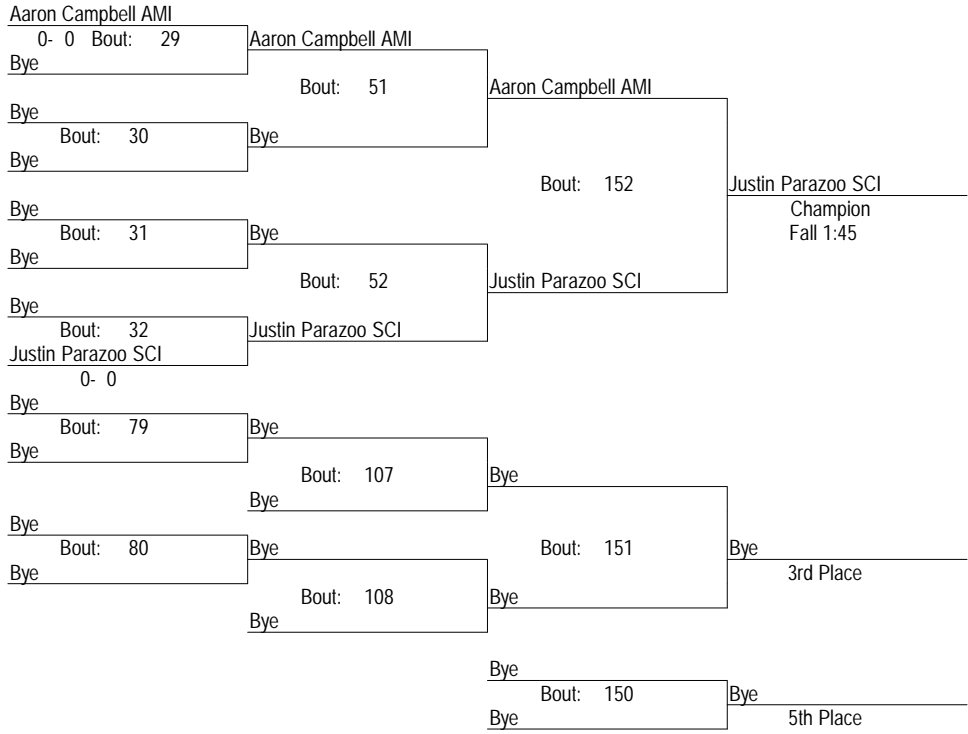 Aaron Campbell AMI
0- 0 Bout: 29
Bye
Aaron Campbell AMI
Bout: 51
Bye
Bout: 30
Bye
Bye
Aaron Campbell AMI
Bout: 152
Bye
Bout: 31
Bye
Bye
Bout: 52
Bye
Bout: 32
Justin Parazoo SCI
0- 0
Justin Parazoo SCI
Justin Parazoo SCI
Justin Parazoo SCI
Champion
Fall 1:45
Bye
Bout: 79
Bye
Bye
Bout: 107
Bye
Bye
Bout: 80
Bye
Bye
Bout: 108
Bye
Bye
Bout: 151
Bye
Bye
3rd Place
Bye
Bout: 150
Bye
Bye
5th Place